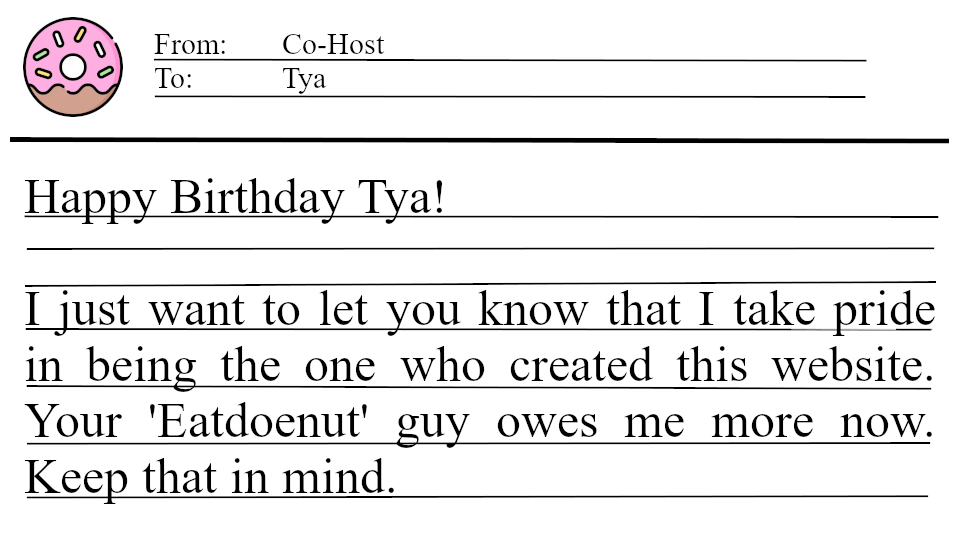 From: Co-Host
To: Tya
Happy Birthday Tya!
I just want to let you know that I take pride
in being the one who created this website.
Your 'Eatdoenut' guy owes me more now.
Keep that in mind.